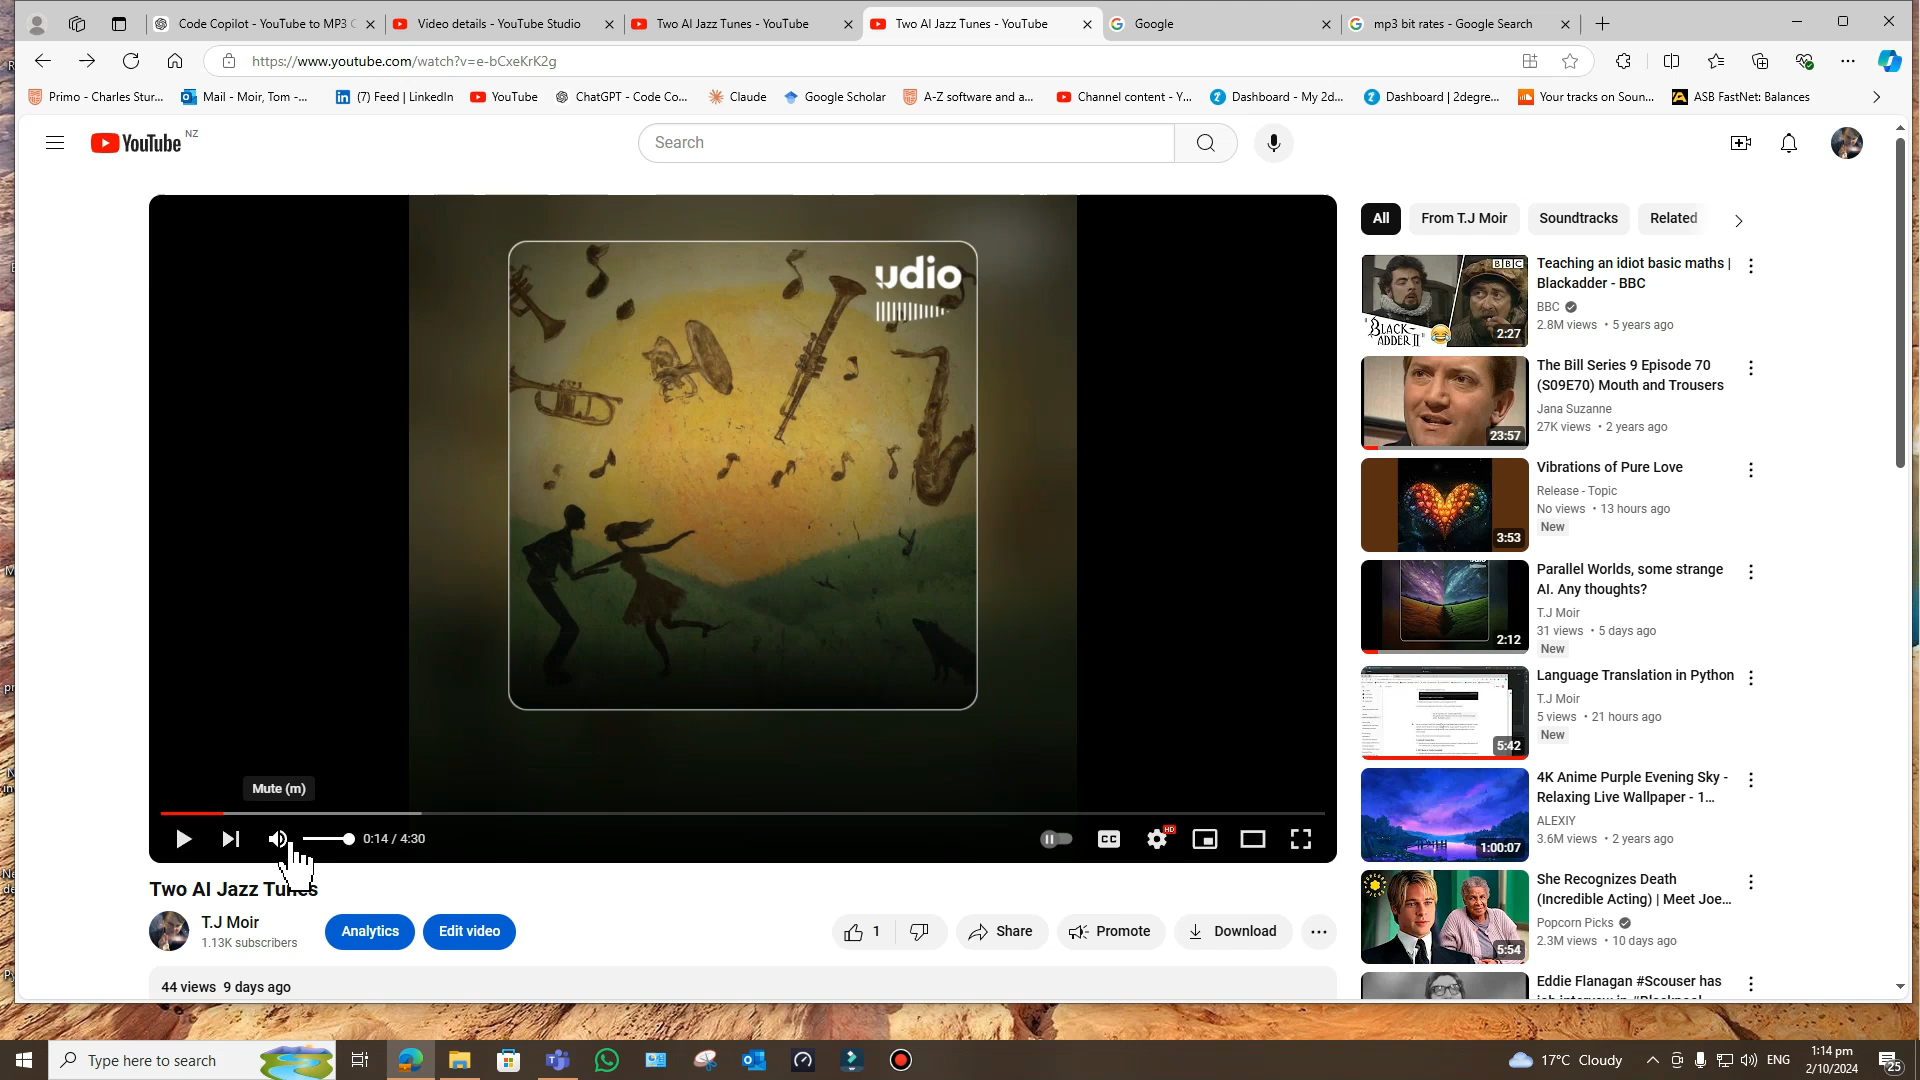 Code Copilot - YouTube to MP3 C
Video details - YouTube Studio
Two AI Jazz Tunes - YouTube
Two AI Jazz Tunes - YouTube
Google
mp3 bit rates - Google Search
https://www.youtube.com/watch?v=e-bCxeKrK2g
Primo - Charles Stur...
Mail - Moir, Tom -...
(7) Feed | LinkedIn
YouTube
ChatGPT - Code Co...
Claude
Google Scholar
A-Z software and a...
Channel content - Y...
Dashboard - My 2d...
Dashboard | 2degre...
Your tracks on Soun...
ASB FastNet: Balances
YouTube NZ
Search
udio
Mute (m)
0:14 / 4:30
CC
HD
Two AI Jazz Tunes
T.J Moir
1.13K subscribers
Analytics
Edit video
1
Share
Promote
Download
44 views 9 days ago
All
From T.J Moir
Soundtracks
Related
BBC
"BLACK-
ADDER II"
2:27
Teaching an idiot basic maths |
Blackadder - BBC
BBC
2.8M views • 5 years ago
23:57
The Bill Series 9 Episode 70
(S09E70) Mouth and Trousers
Jana Suzanne
27K views • 2 years ago
3:53
Vibrations of Pure Love
Release - Topic
No views • 13 hours ago
New
2:12
Parallel Worlds, some strange
AI. Any thoughts?
T.J Moir
31 views • 5 days ago
New
5:42
Language Translation in Python
T.J Moir
5 views • 21 hours ago
New
1:00:07
4K Anime Purple Evening Sky -
Relaxing Live Wallpaper - 1...
ALEXIY
3.6M views • 2 years ago
5:54
She Recognizes Death
(Incredible Acting) | Meet Joe...
Popcorn Picks
2.3M views • 10 days ago
Eddie Flanagan #Scouser has
Type here to search
17°C Cloudy
ENG
1:14 pm
2/10/2024
25